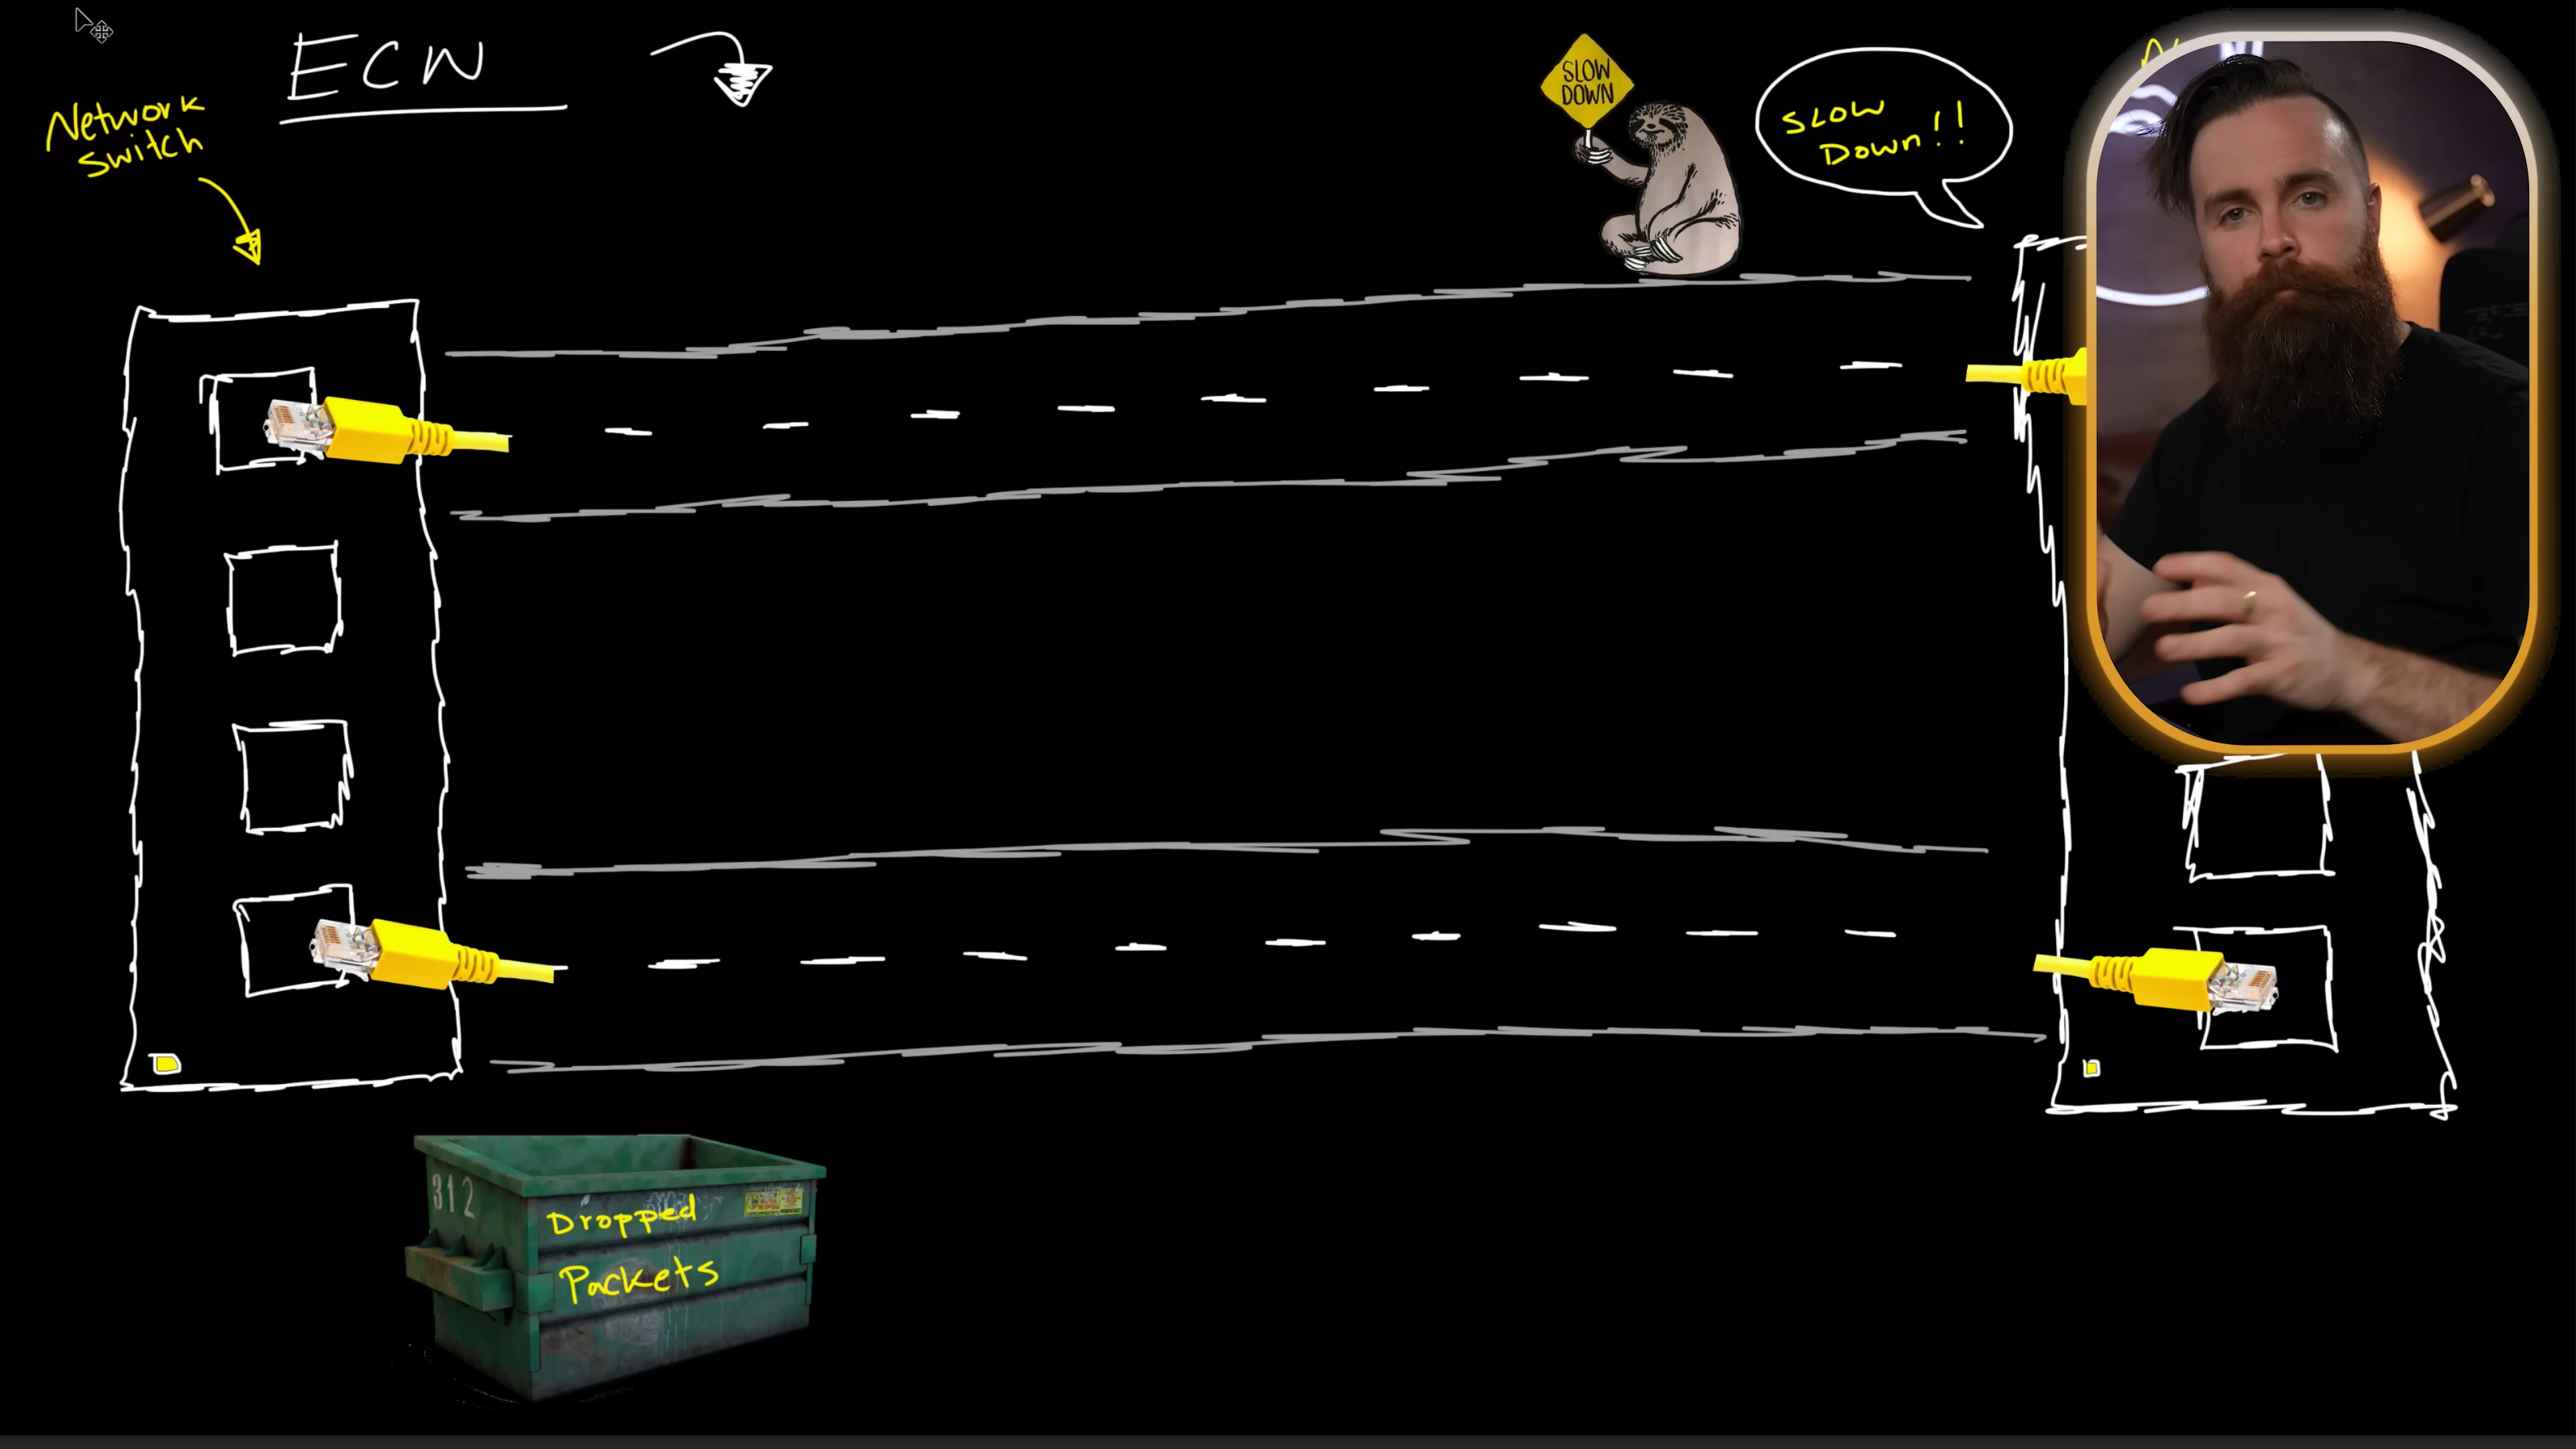 ECN
Network
Switch
SLOW
DOWN
SLOW
DOWN!!
312
Dropped
Packets